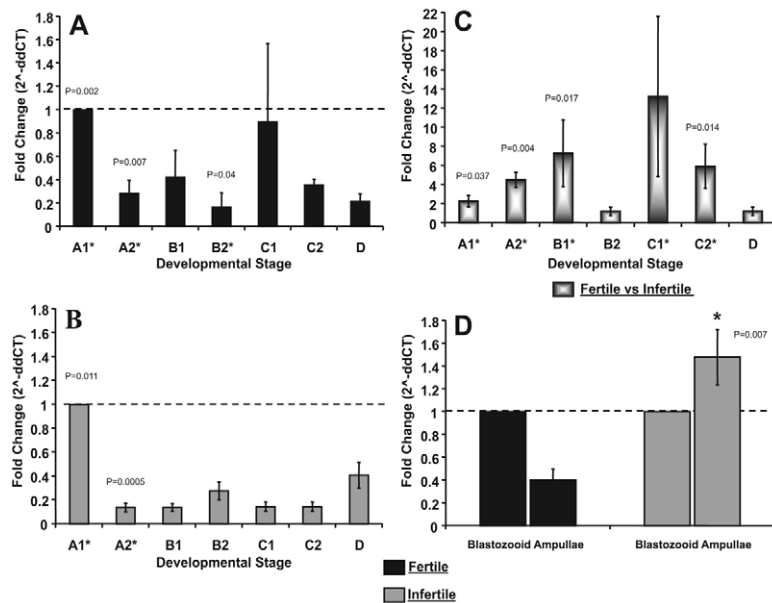 A
Fold Change (2^-ddCT)
1.8
1.6
1.4
1.2
1
0.8
0.6
0.4
0.2
0
P=0.002
P=0.007
P=0.04
A1* A2* B1 B2* C1 C2 D
Developmental Stage
C
Fold Change (2^-ddCT)
22
20
18
16
14
12
10
8
6
4
2
0
P=0.037
P=0.004
P=0.017
P=0.014
A1* A2* B1* B2 C1* C2* D
Developmental Stage
Fertile vs Infertile
B
Fold Change (2^-ddCT)
1.8
1.6
1.4
1.2
1
0.8
0.6
0.4
0.2
0
P=0.011
P=0.0005
A1* A2* B1 B2 C1 C2 D
Developmental Stage
D
Fold Change (2^-ddCT)
1.8
1.6
1.4
1.2
1
0.8
0.6
0.4
0.2
0
*
P=0.007
Blastozooid Ampullae Blastozooid Ampullae
Fertile
Infertile